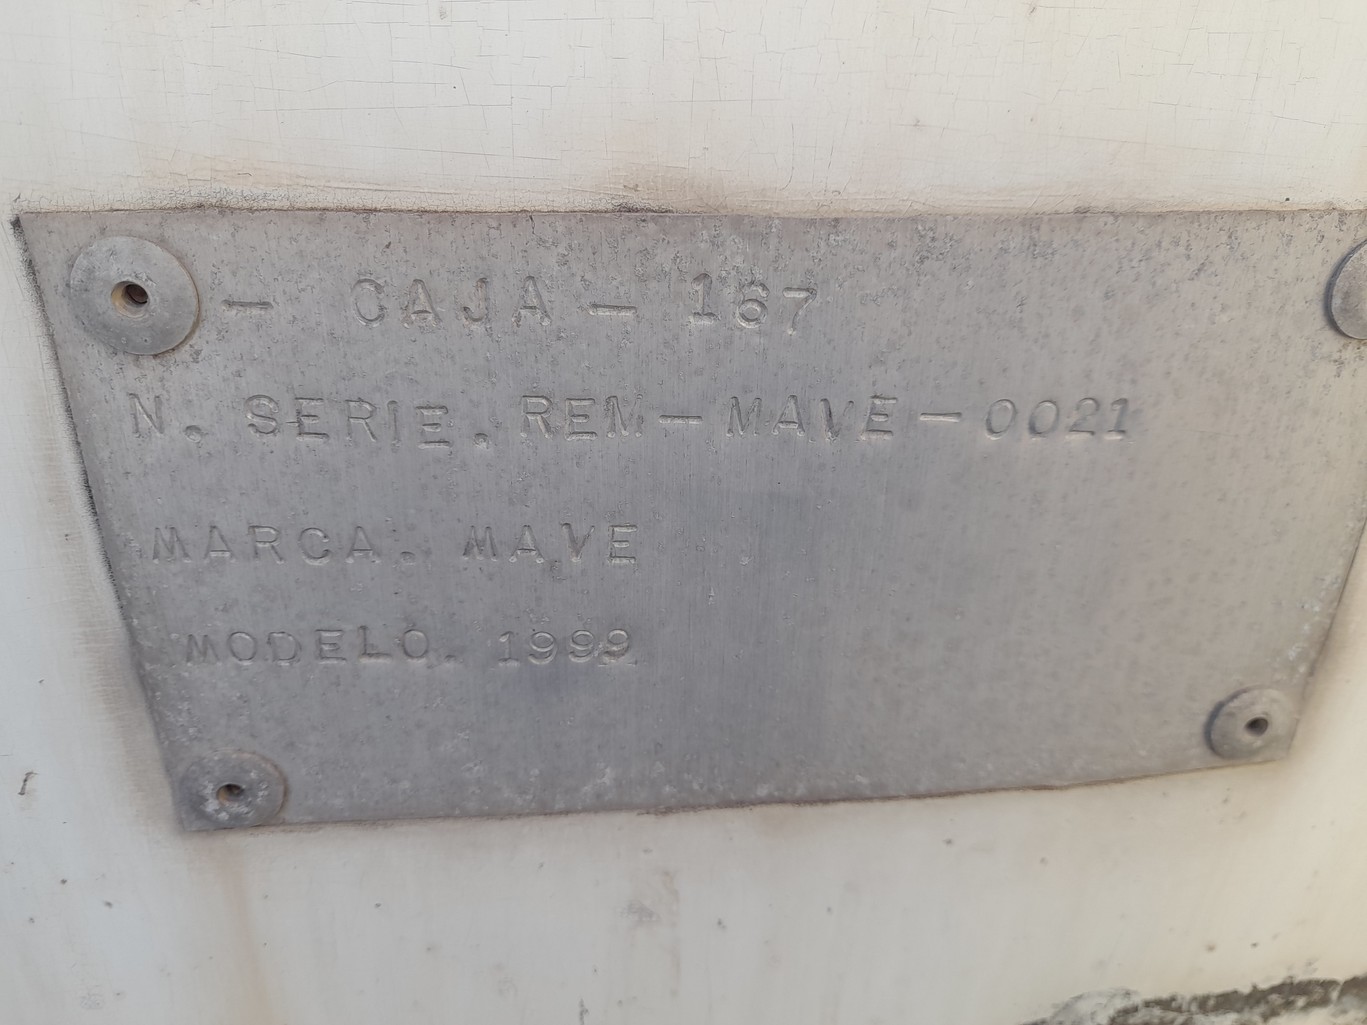 - CAJA - 167
N. SERIE. REM-MAVE-0021
MARCA. MAVE
MODELO. 1999